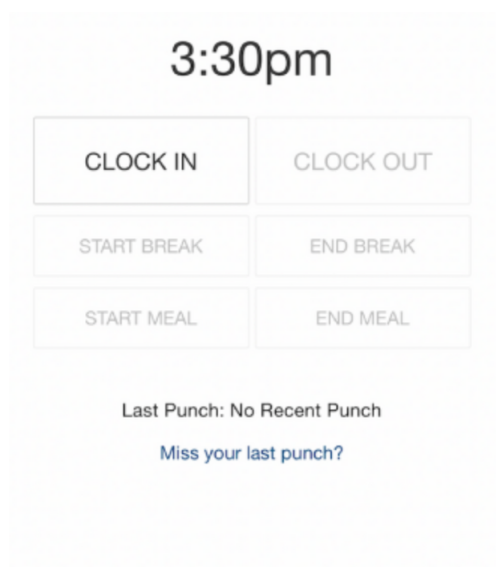 3:30pm
CLOCK IN CLOCK OUT
START BREAK END BREAK
START MEAL END MEAL
Last Punch: No Recent Punch
Miss your last punch?